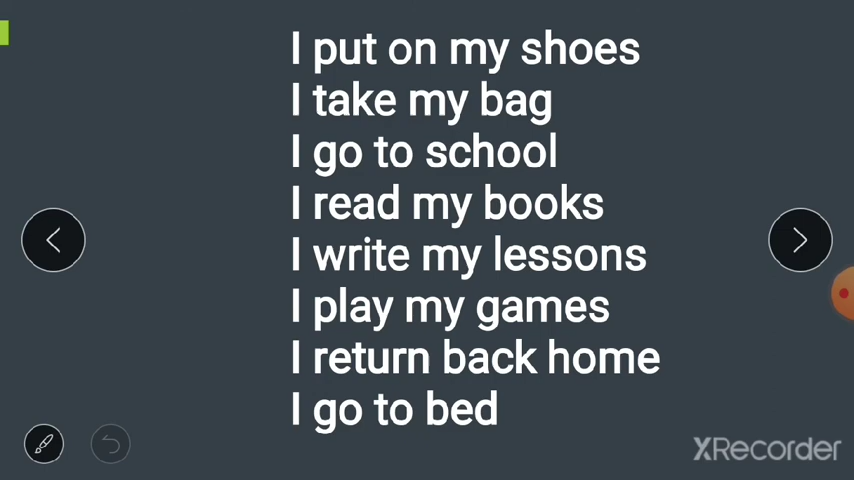 I put on my shoes
I take my bag
I go to school
I read my books
I write my lessons
I play my games
I return back home
I go to bed
XRecorder